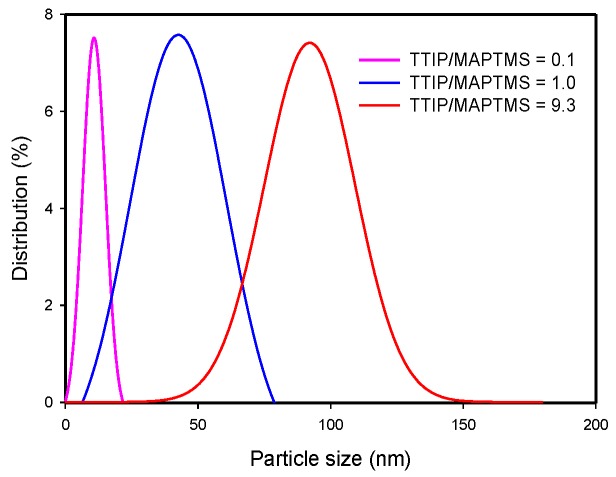 8
TTIP/MAPTMS = 0.1
TTIP/MAPTMS = 1.0
TTIP/MAPTMS = 9.3
6
4
2
0
Distribution (%)
0 50 100 150 200
Particle size (nm)